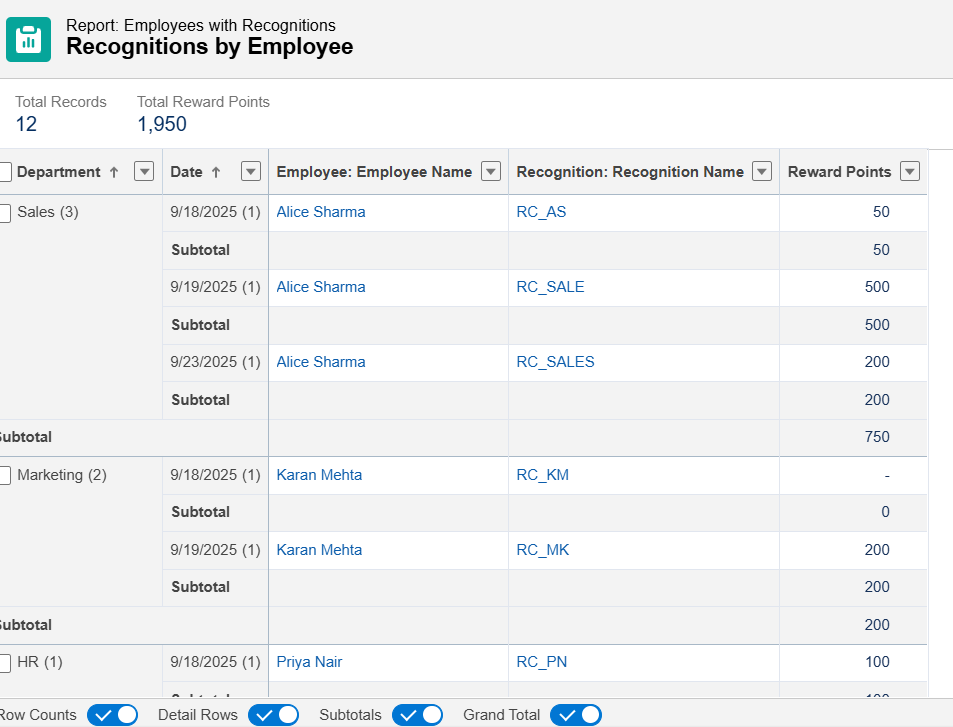 Report: Employees with Recognitions
Recognitions by Employee
Total Records Total Reward Points
12 1,950
Department ↑ Date ↑ Employee: Employee Name Recognition: Recognition Name Reward Points
Sales (3) 9/18/2025 (1) Alice Sharma RC_AS 50
Subtotal 50
9/19/2025 (1) Alice Sharma RC_SALE 500
Subtotal 500
9/23/2025 (1) Alice Sharma RC_SALES 200
Subtotal 200
Subtotal 750
Marketing (2) 9/18/2025 (1) Karan Mehta RC_KM -
Subtotal 0
9/19/2025 (1) Karan Mehta RC_MK 200
Subtotal 200
Subtotal 200
HR (1) 9/18/2025 (1) Priya Nair RC_PN 100
Row Counts Detail Rows Subtotals Grand Total